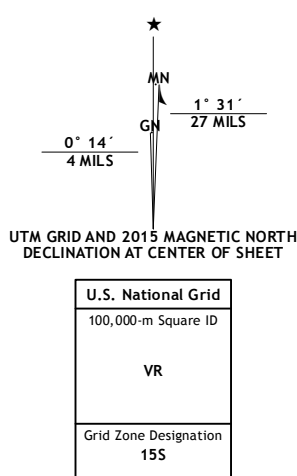 ★
MN
1° 31´
27 MILS
GN
0° 14´
4 MILS
UTM GRID AND 2015 MAGNETIC NORTH
DECLINATION AT CENTER OF SHEET
U.S. National Grid
100,000-m Square ID
VR
Grid Zone Designation
15S